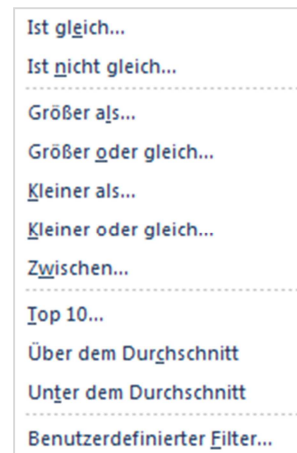 Ist gleich...
Ist nicht gleich...
Größer als...
Größer oder gleich...
Kleiner als...
Kleiner oder gleich...
Zwischen...
Top 10...
Über dem Durchschnitt
Unter dem Durchschnitt
Benutzerdefinierter Filter...